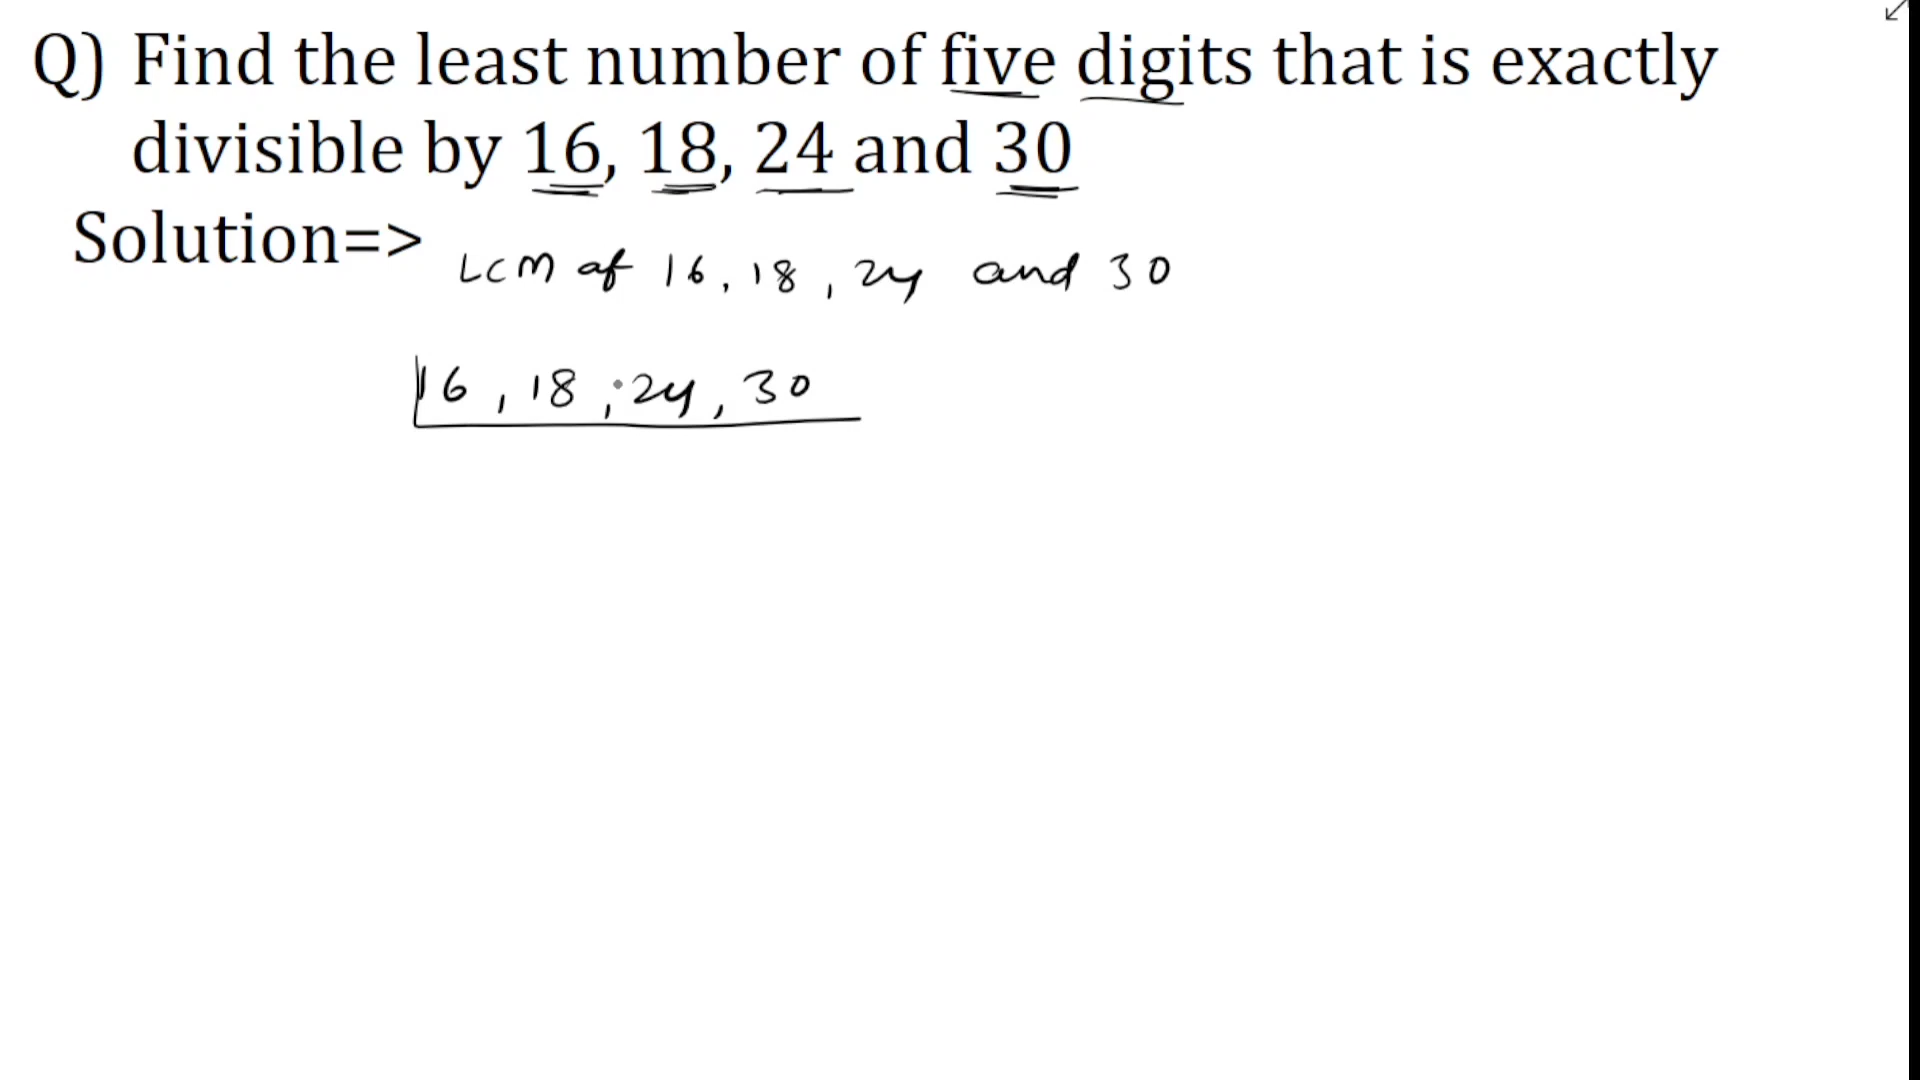 Q) Find the least number of five digits that is exactly
divisible by 16, 18, 24 and 30
Solution=>
LCM of 16, 18, 24 and 30
16, 18, 24, 30